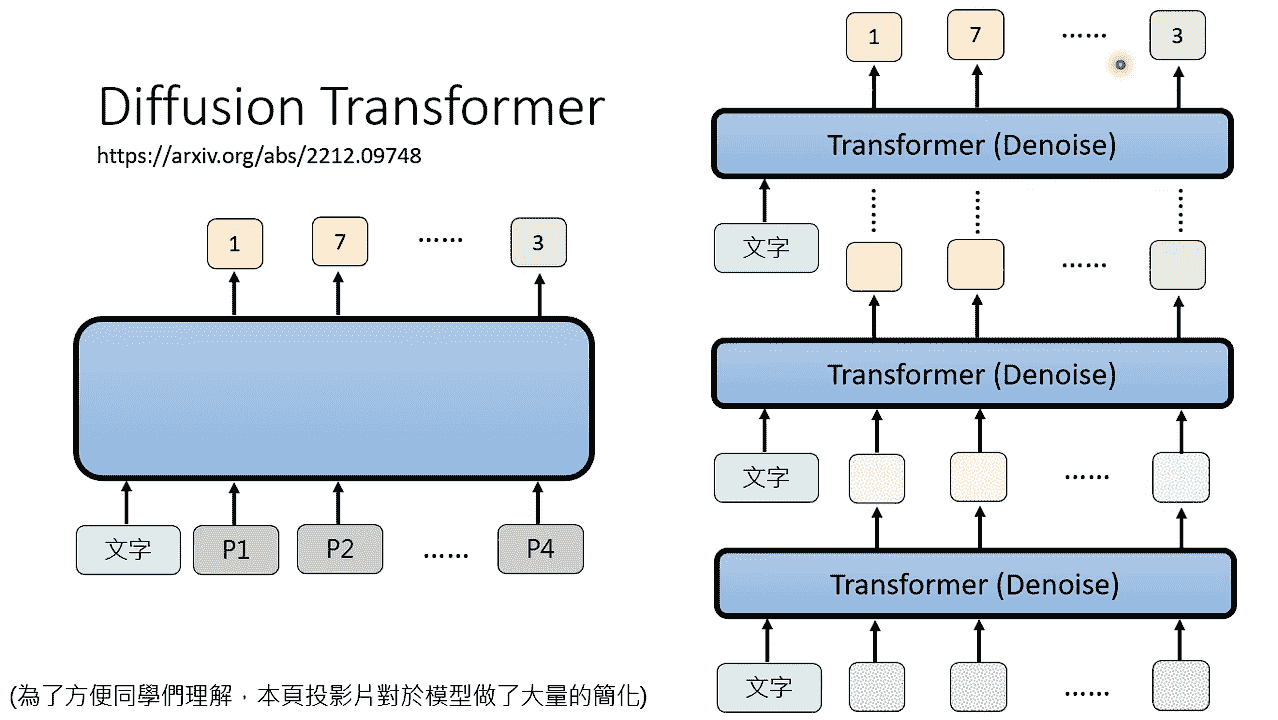 Diffusion Transformer
https://arxiv.org/abs/2212.09748
1 7 …… 3
文字 P1 P2 …… P4
(為了方便同學們理解，本頁投影片對於模型做了大量的簡化)
1 7 …… 3
Transformer (Denoise)
文字
……
Transformer (Denoise)
文字 ……
Transformer (Denoise)
文字 ……